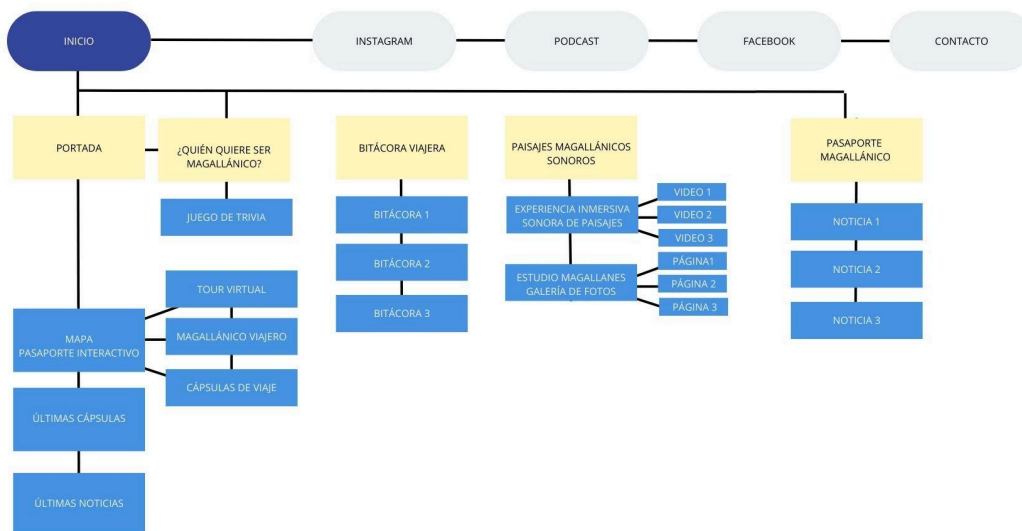 INICIO
INSTAGRAM
PODCAST
FACEBOOK
CONTACTO
PORTADA
¿QUIÉN QUIERE SER
MAGALLÁNICO?
BITÁCORA VIAJERA
PAISAJES MAGALLÁNICOS
SONOROS
PASAPORTE
MAGALLÁNICO
JUEGO DE TRIVIA
BITÁCORA 1
BITÁCORA 2
BITÁCORA 3
EXPERIENCIA INMERSIVA
SONORA DE PAISAJES
VIDEO 1
VIDEO 2
VIDEO 3
ESTUDIO MAGALLANES
GALERÍA DE FOTOS
PÁGINA1
PÁGINA 2
PÁGINA 3
NOTICIA 1
NOTICIA 2
NOTICIA 3
MAPA
PASAPORTE INTERACTIVO
TOUR VIRTUAL
MAGALLÁNICO VIAJERO
CÁPSULAS DE VIAJE
ÚLTIMAS CÁPSULAS
ÚLTIMAS NOTICIAS